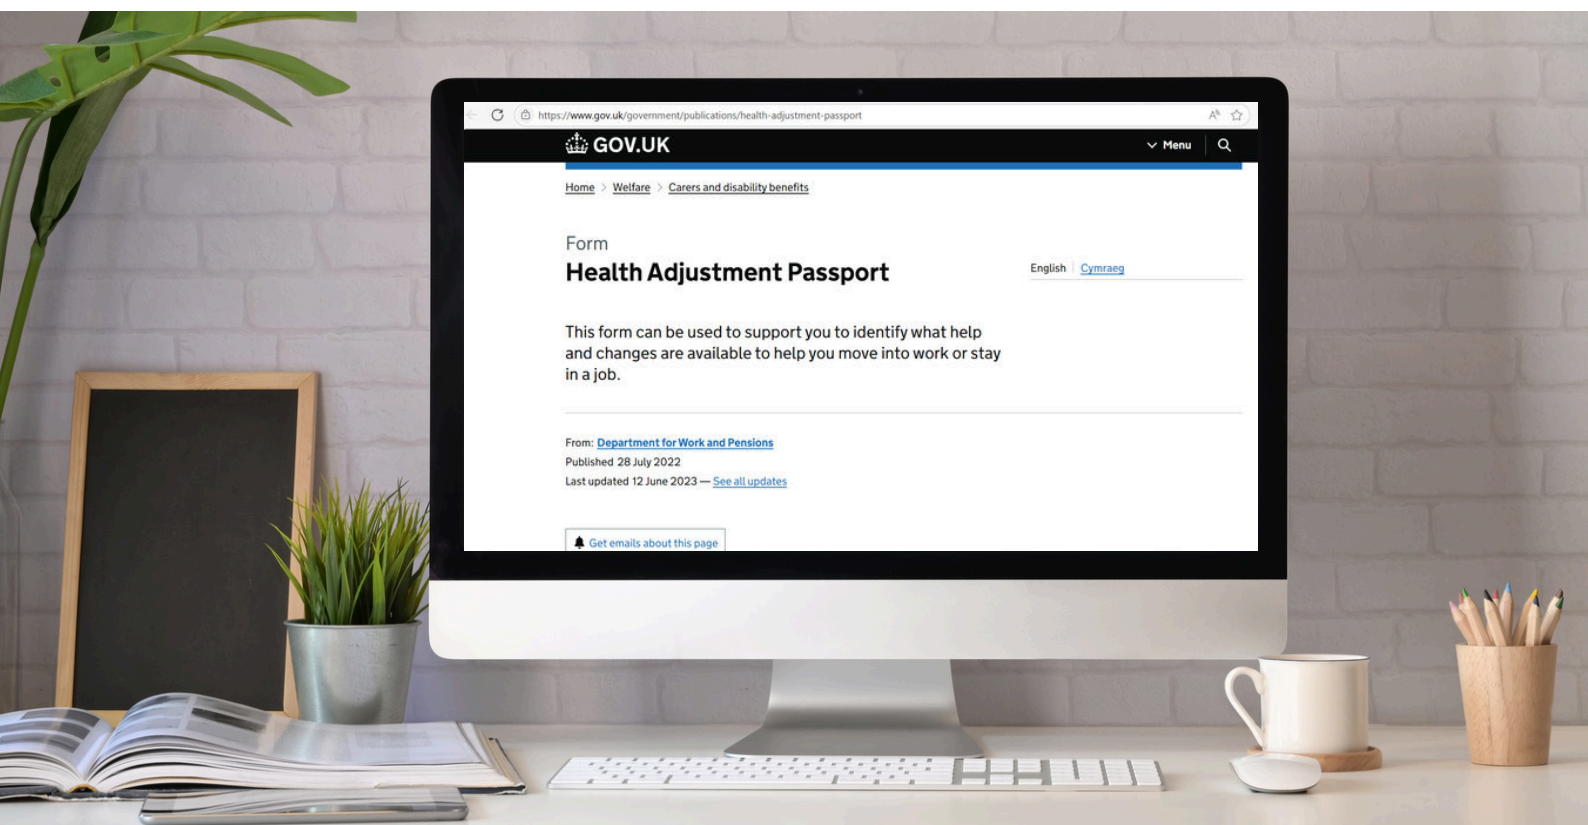 https://www.gov.uk/government/publications/health-adjustment-passport
GOV.UK
Menu
Home > Welfare > Carers and disability benefits
Form
Health Adjustment Passport
English | Cymraeg
This form can be used to support you to identify what help
and changes are available to help you move into work or stay
in a job.
From: Department for Work and Pensions
Published 28 July 2022
Last updated 12 June 2023 — See all updates
Get emails about this page